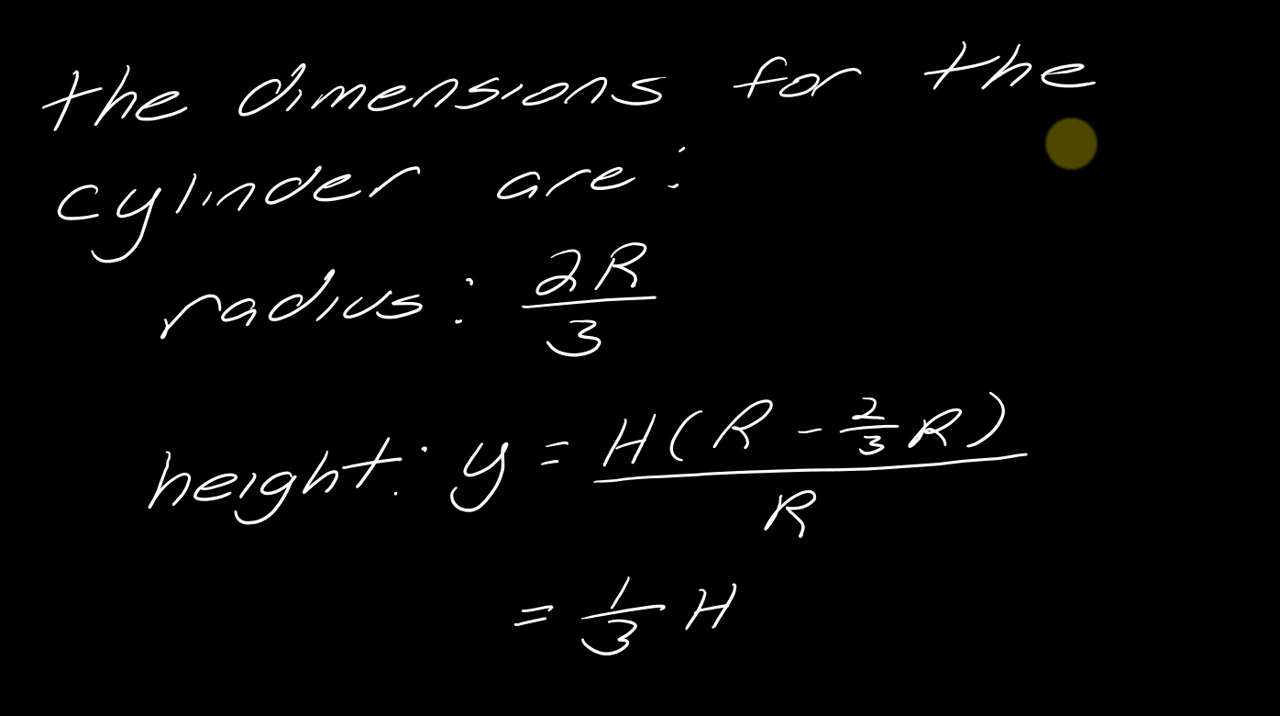 the dimensions for the
cylinder are:
radius: 2R/3
height: y = H(R - 2/3 R)/R
= 1/3 H